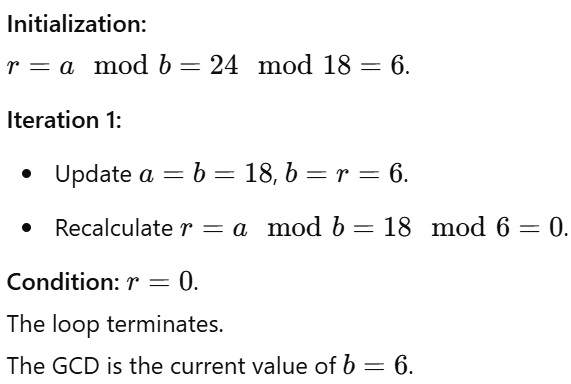 Initialization:
r = a mod b = 24 mod 18 = 6.
Iteration 1:
• Update a = b = 18, b = r = 6.
• Recalculate r = a mod b = 18 mod 6 = 0.
Condition: r = 0.
The loop terminates.
The GCD is the current value of b = 6.